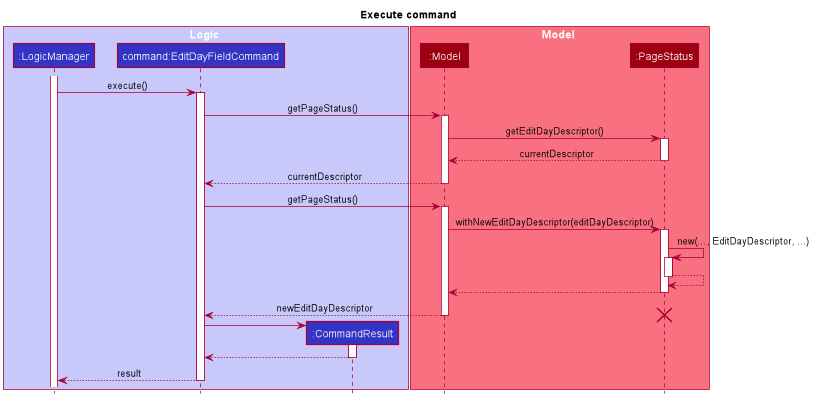 Execute command
Logic
Model
:LogicManager
command:EditDayFieldCommand
:Model
:PageStatus
execute()
getPageStatus()
getEditDayDescriptor()
currentDescriptor
currentDescriptor
getPageStatus()
withNewEditDayDescriptor(editDayDescriptor)
new(..., EditDayDescriptor, ...)
newEditDayDescriptor
:CommandResult
result